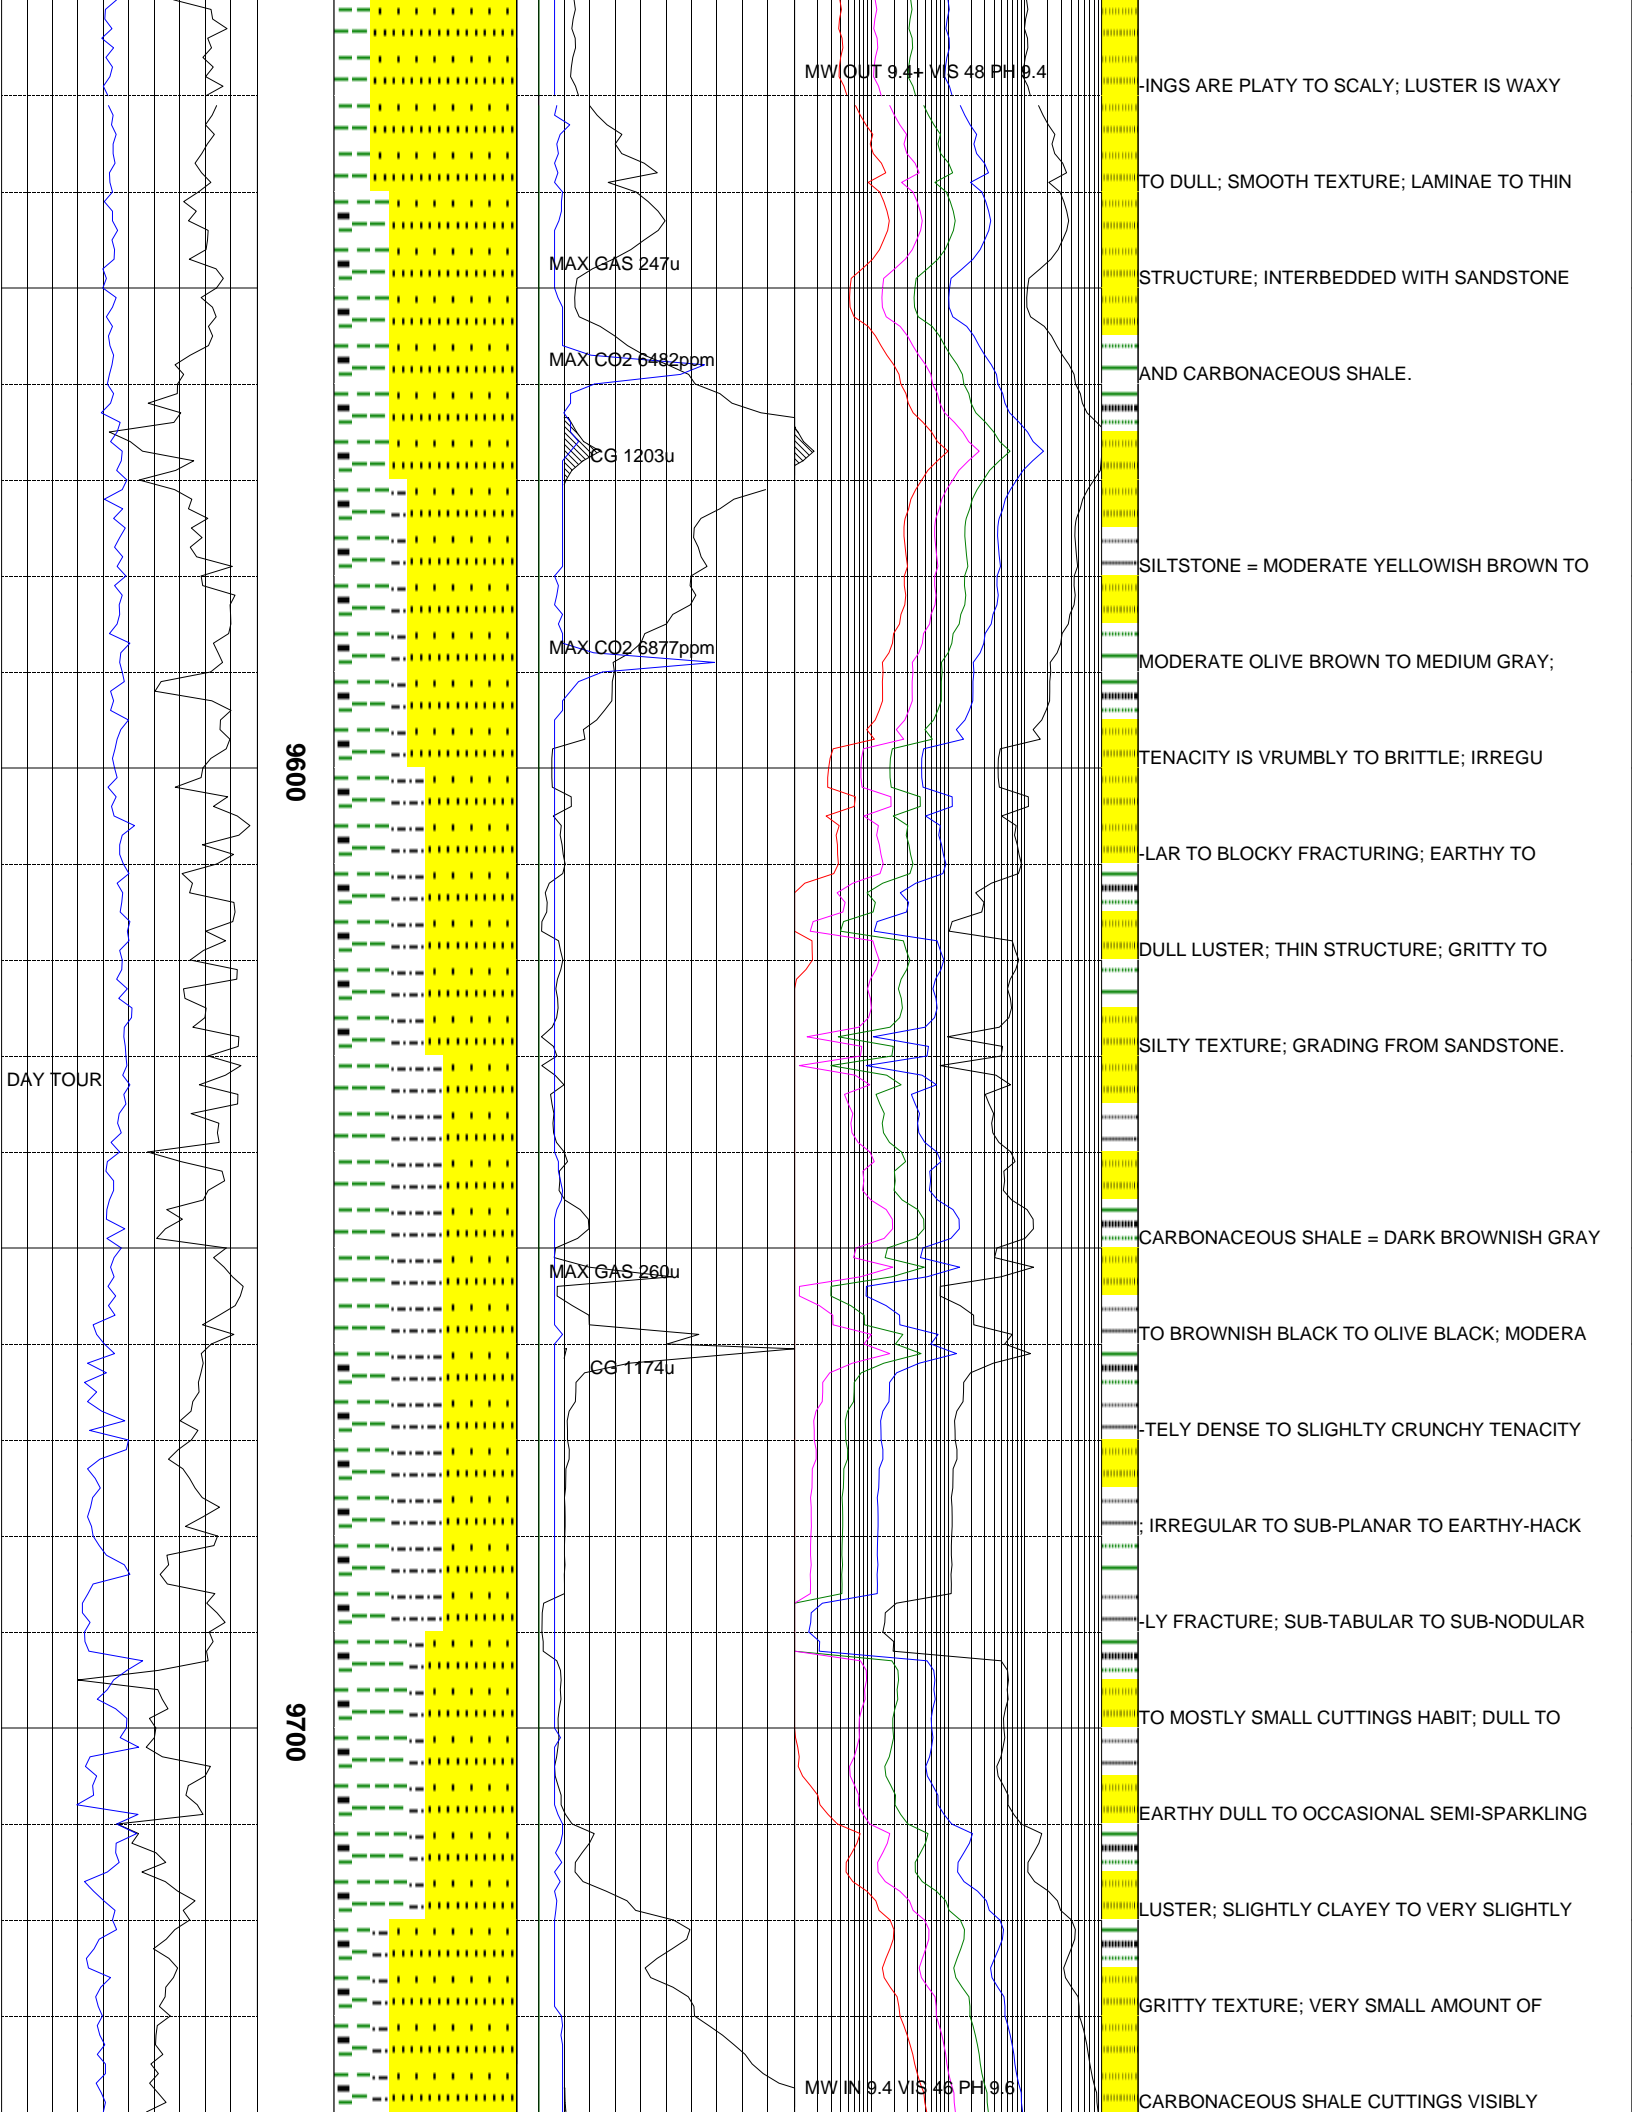 MW OUT 9.4+ VIS 48 PH 9.4
-INGS ARE PLATY TO SCALY; LUSTER IS WAXY
TO DULL; SMOOTH TEXTURE; LAMINAE TO THIN
MAX GAS 247u
STRUCTURE; INTERBEDDED WITH SANDSTONE
MAX CO2 6482ppm
AND CARBONACEOUS SHALE.
CG 1203u
SILTSTONE = MODERATE YELLOWISH BROWN TO
MAX CO2 6877ppm
MODERATE OLIVE BROWN TO MEDIUM GRAY;
9600
TENACITY IS VRUMBLY TO BRITTLE; IRREGU
-LAR TO BLOCKY FRACTURING; EARTHY TO
DULL LUSTER; THIN STRUCTURE; GRITTY TO
SILTY TEXTURE; GRADING FROM SANDSTONE.
DAY TOUR
CARBONACEOUS SHALE = DARK BROWNISH GRAY
MAX GAS 260u
TO BROWNISH BLACK TO OLIVE BLACK; MODERA
CG 1174u
-TELY DENSE TO SLIGHLTY CRUNCHY TENACITY
; IRREGULAR TO SUB-PLANAR TO EARTHY-HACK
-LY FRACTURE; SUB-TABULAR TO SUB-NODULAR
9700
TO MOSTLY SMALL CUTTINGS HABIT; DULL TO
EARTHY DULL TO OCCASIONAL SEMI-SPARKLING
LUSTER; SLIGHTLY CLAYEY TO VERY SLIGHTLY
GRITTY TEXTURE; VERY SMALL AMOUNT OF
MW IN 9.4 VIS 46 PH 9.6
CARBONACEOUS SHALE CUTTINGS VISIBLY